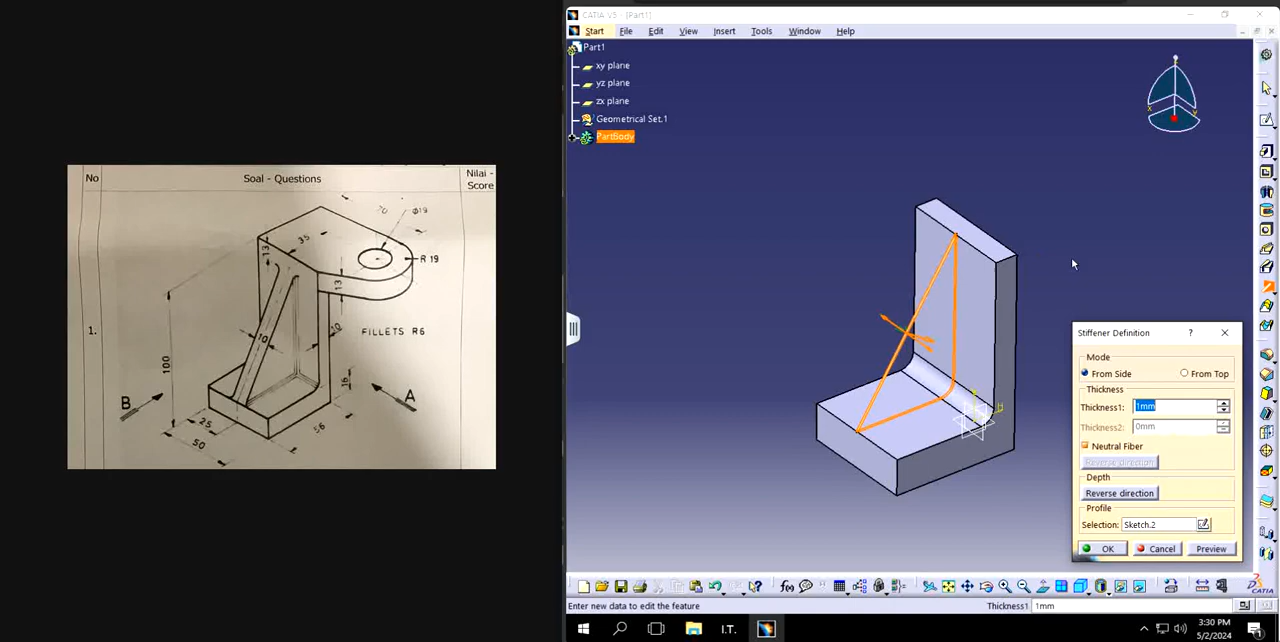 No
Soal - Questions
Nilai -
Score
1.
70
Ø19
13
35
R 19
13
FILLETS R6
10
10
100
16
A
B
25
50
56
CATIA V5 - [Part1]
Start File Edit View Insert Tools Window Help
Part1
xy plane
yz plane
zx plane
Geometrical Set.1
PartBody
Stiffener Definition ?
Mode
From Side From Top
Thickness
Thickness1: 1mm
Thickness2: 0mm
Neutral Fiber
Reverse direction
Depth
Reverse direction
Profile
Selection: Sketch.2
OK Cancel Preview
Enter new data to edit the feature
Thickness1 1mm
CATIA
I.T.
3:30 PM
5/2/2024